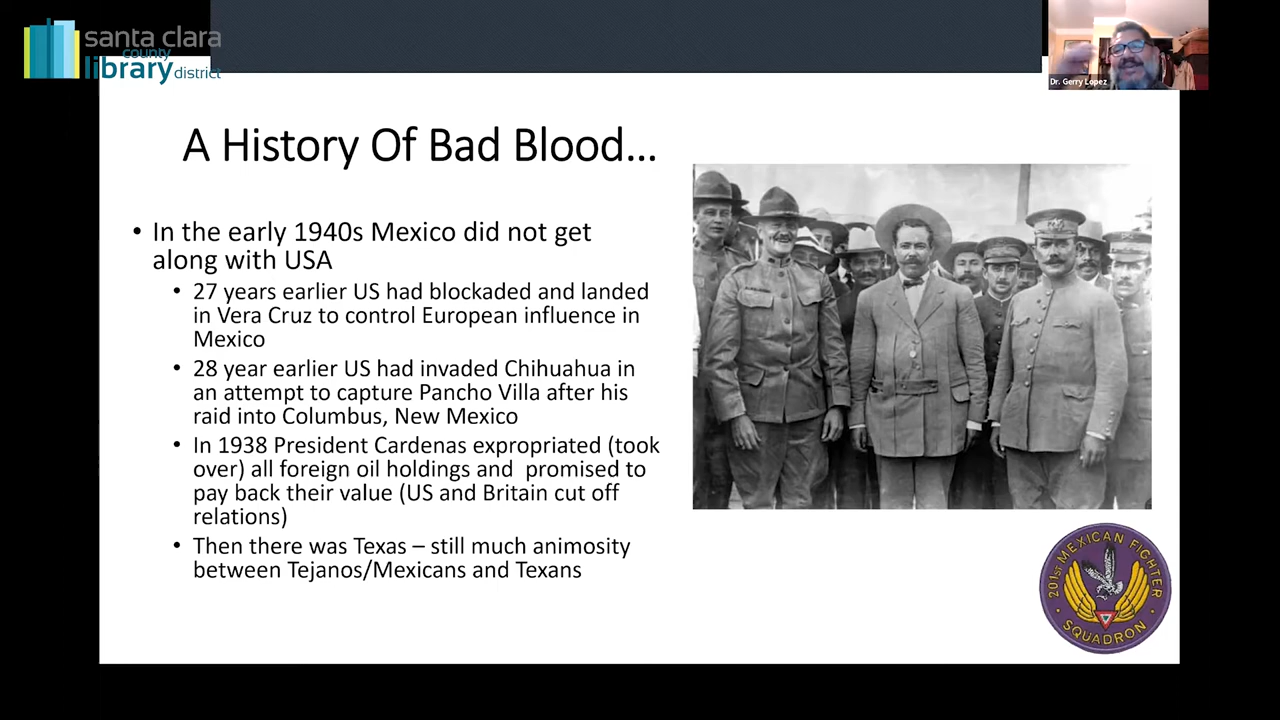 santa clara
county
library district
Dr. Gerry Lopez
A History Of Bad Blood...
• In the early 1940s Mexico did not get
along with USA
• 27 years earlier US had blockaded and landed
in Vera Cruz to control European influence in
Mexico
• 28 year earlier US had invaded Chihuahua in
an attempt to capture Pancho Villa after his
raid into Columbus, New Mexico
• In 1938 President Cardenas expropriated (took
over) all foreign oil holdings and  promised to
pay back their value (US and Britain cut off
relations)
• Then there was Texas – still much animosity
between Tejanos/Mexicans and Texans
201ST MEXICAN FIGHTER
SQUADRON